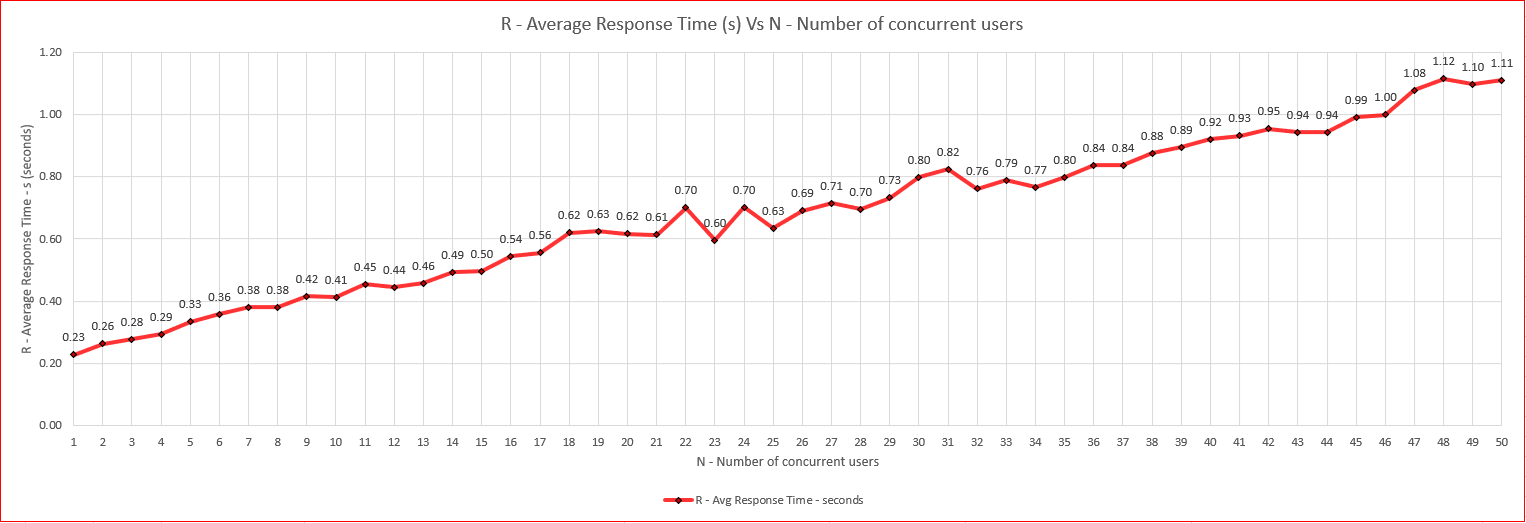 R - Average Response Time (s) Vs N - Number of concurrent users
R - Average Response Time - s (seconds)
1.20
1.00
0.80
0.60
0.40
0.20
0.00
0.23 0.26 0.28 0.29 0.33 0.36 0.38 0.38 0.42 0.41 0.45 0.44 0.46 0.49 0.50 0.54 0.56 0.62 0.63 0.62 0.61 0.70 0.60 0.70 0.63 0.69 0.71 0.70 0.73 0.80 0.82 0.76 0.79 0.77 0.80 0.84 0.84 0.88 0.89 0.92 0.93 0.95 0.94 0.94 0.99 1.00 1.08 1.12 1.10 1.11
1 2 3 4 5 6 7 8 9 10 11 12 13 14 15 16 17 18 19 20 21 22 23 24 25 26 27 28 29 30 31 32 33 34 35 36 37 38 39 40 41 42 43 44 45 46 47 48 49 50
N - Number of concurrent users
R - Avg Response Time - seconds